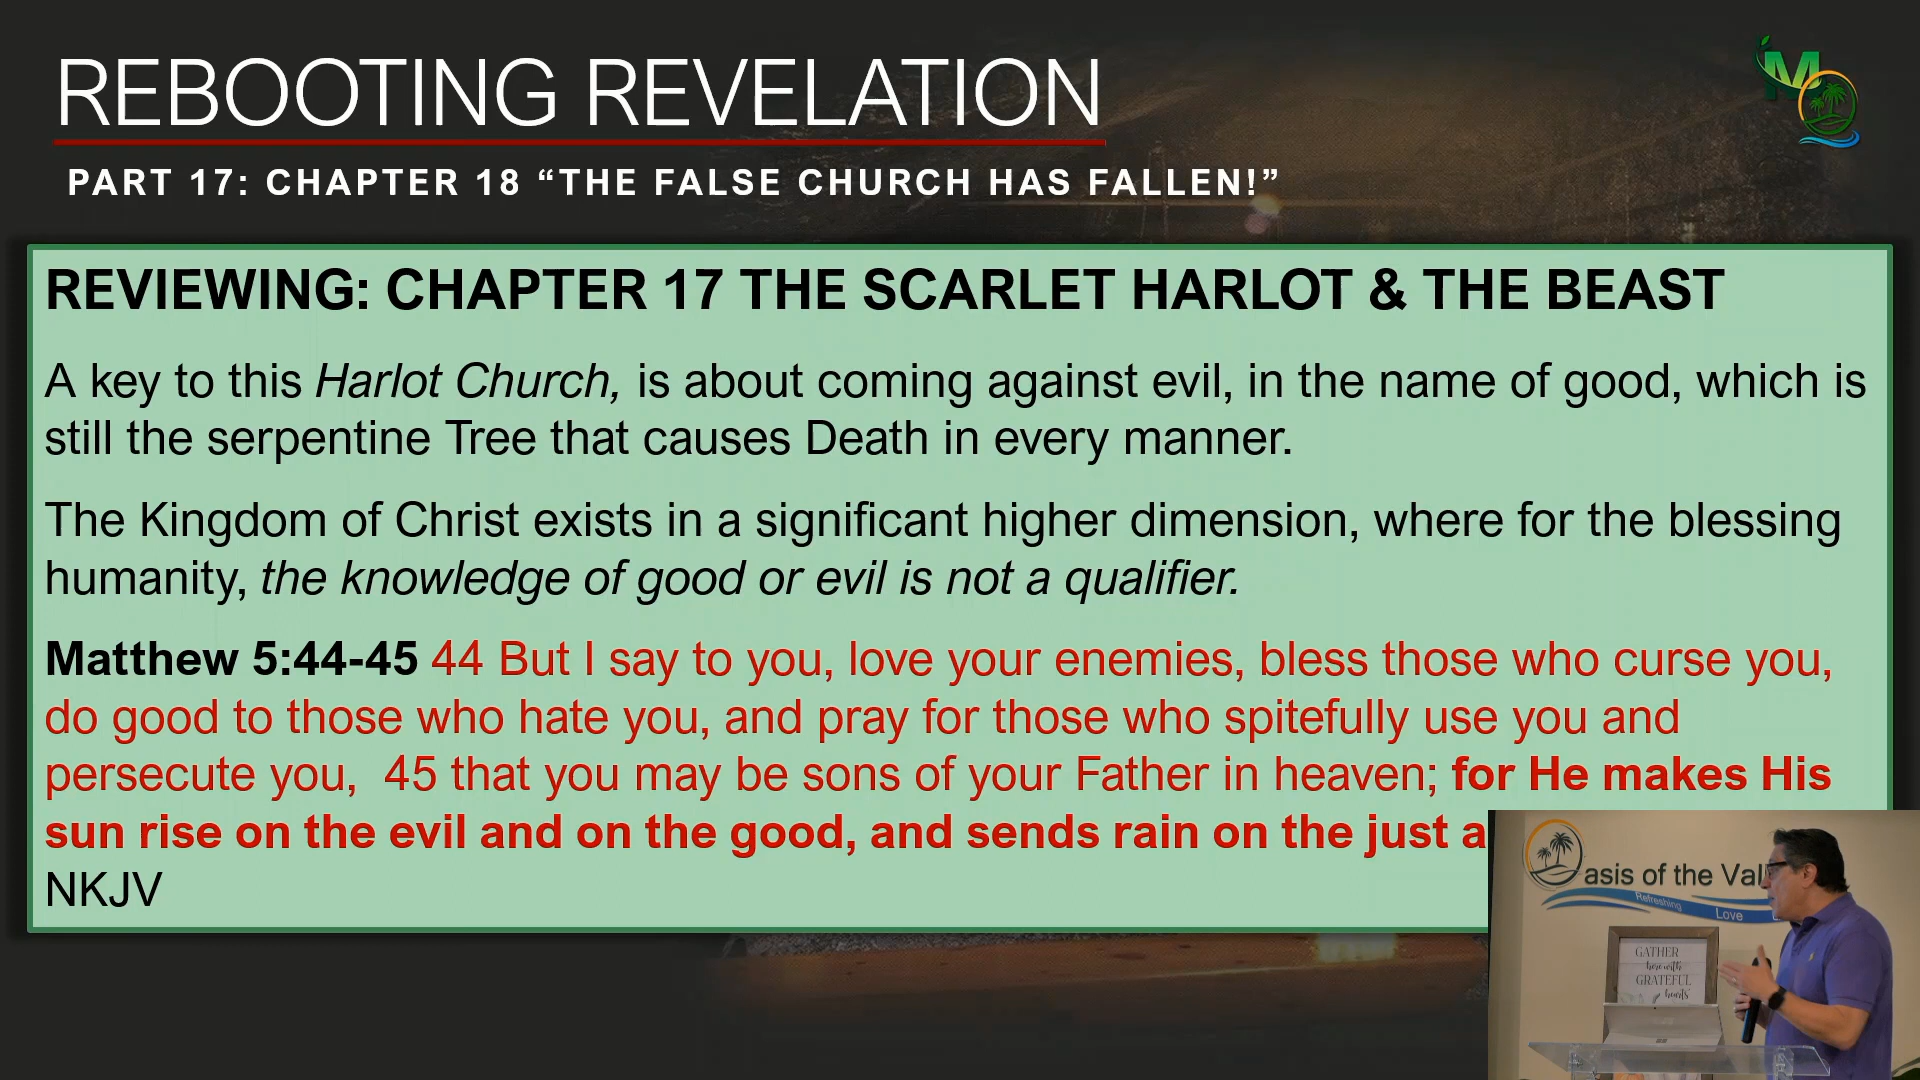 REBOOTING REVELATION
PART 17: CHAPTER 18 “THE FALSE CHURCH HAS FALLEN!”
REVIEWING: CHAPTER 17 THE SCARLET HARLOT & THE BEAST
A key to this Harlot Church, is about coming against evil, in the name of good, which is
still the serpentine Tree that causes Death in every manner.
The Kingdom of Christ exists in a significant higher dimension, where for the blessing
humanity, the knowledge of good or evil is not a qualifier.
Matthew 5:44-45 44 But I say to you, love your enemies, bless those who curse you,
do good to those who hate you, and pray for those who spitefully use you and
persecute you,  45 that you may be sons of your Father in heaven; for He makes His
sun rise on the evil and on the good, and sends rain on the just a
NKJV
M
asis of the Val
Refreshing
Love
GATHER
here with
GRATEFUL
hearts